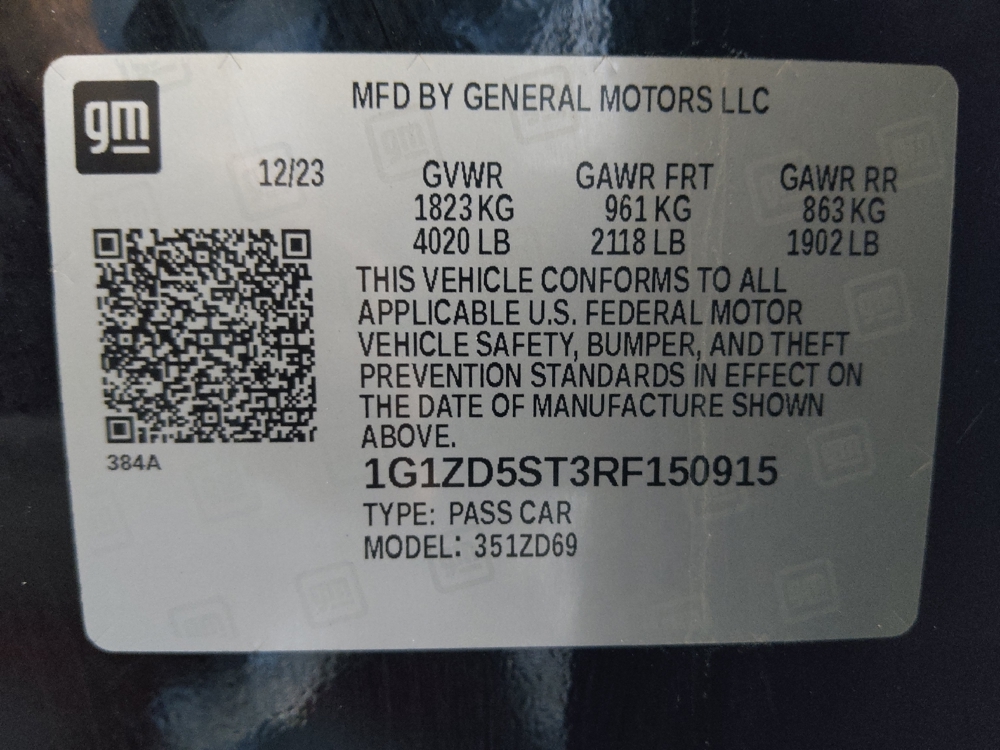 gm
MFD BY GENERAL MOTORS LLC
12/23 GVWR GAWR FRT GAWR RR
1823 KG 961 KG 863 KG
4020 LB 2118 LB 1902 LB
THIS VEHICLE CONFORMS TO ALL
APPLICABLE U.S. FEDERAL MOTOR
VEHICLE SAFETY, BUMPER, AND THEFT
PREVENTION STANDARDS IN EFFECT ON
THE DATE OF MANUFACTURE SHOWN
ABOVE.
384A
1G1ZD5ST3RF150915
TYPE: PASS CAR
MODEL: 351ZD69